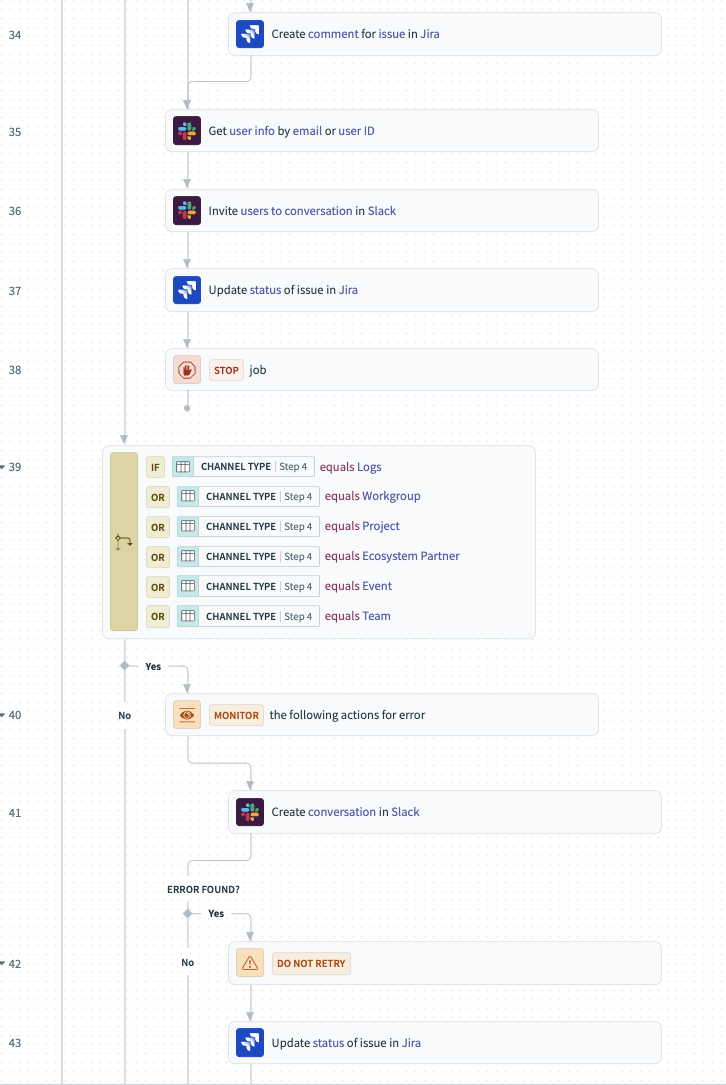 34 Create comment for issue in Jira
35 Get user info by email or user ID
36 Invite users to conversation in Slack
37 Update status of issue in Jira
38 STOP job
39 IF CHANNEL TYPE | Step 4 equals Logs
OR CHANNEL TYPE | Step 4 equals Workgroup
OR CHANNEL TYPE | Step 4 equals Project
OR CHANNEL TYPE | Step 4 equals Ecosystem Partner
OR CHANNEL TYPE | Step 4 equals Event
OR CHANNEL TYPE | Step 4 equals Team
Yes
40 No MONITOR the following actions for error
41 Create conversation in Slack
ERROR FOUND?
Yes
42 No DO NOT RETRY
43 Update status of issue in Jira